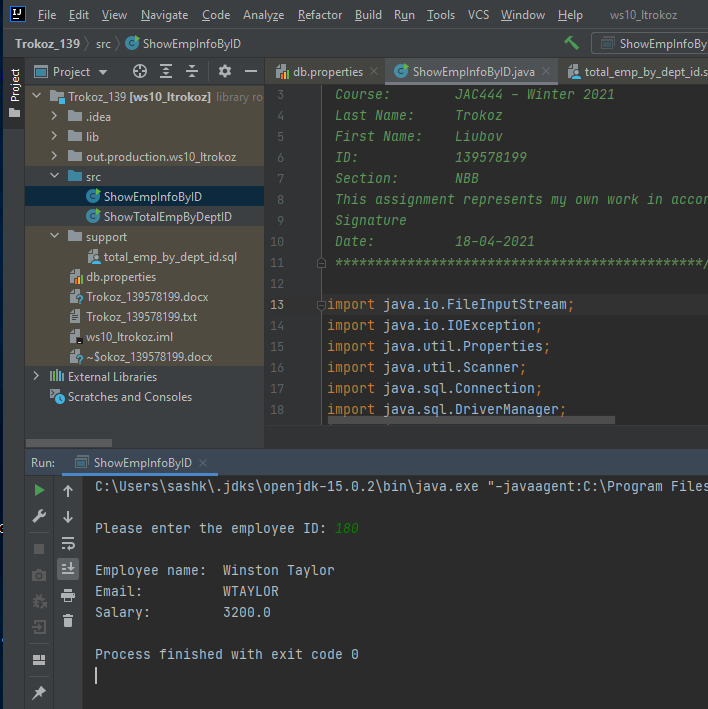 IJ File Edit View Navigate Code Analyze Refactor Build Run Tools VCS Window Help ws10_ltrokoz
Trokoz_139 src ShowEmpInfoByID ShowEmpInfoBy
Project db.properties ShowEmpInfoByID.java total_emp_by_dept_id.s
Project
Trokoz_139 [ws10_ltrokoz] library ro
.idea
lib
out.production.ws10_ltrokoz
src
ShowEmpInfoByID
ShowTotalEmpByDeptID
support
total_emp_by_dept_id.sql
db.properties
Trokoz_139578199.docx
Trokoz_139578199.txt
ws10_ltrokoz.iml
~$okoz_139578199.docx
External Libraries
Scratches and Consoles
3 Course: JAC444 - Winter 2021
4 Last Name: Trokoz
5 First Name: Liubov
6 ID: 139578199
7 Section: NBB
8 This assignment represents my own work in accor
9 Signature
10 Date: 18-04-2021
11 ***********************************************/
12
13 import java.io.FileInputStream;
14 import java.io.IOException;
15 import java.util.Properties;
16 import java.util.Scanner;
17 import java.sql.Connection;
18 import java.sql.DriverManager;
Run: ShowEmpInfoByID
C:\Users\sashk\.jdks\openjdk-15.0.2\bin\java.exe "-javaagent:C:\Program Files
Please enter the employee ID: 180
Employee name: Winston Taylor
Email: WTAYLOR
Salary: 3200.0
Process finished with exit code 0